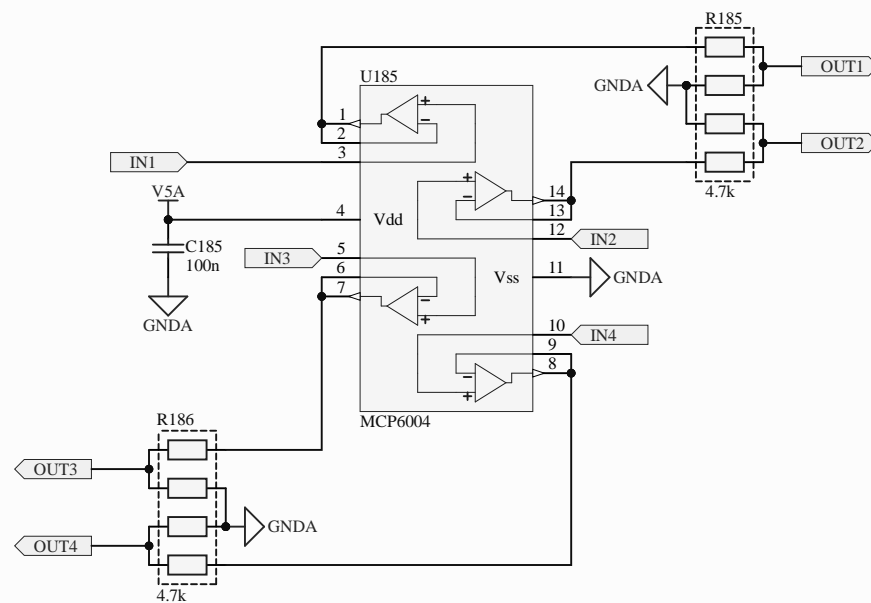 R185
U185
OUT1
GNDA
1
+
−
2
OUT2
IN1
3
+
−
14
4.7k
13
V5A
4
Vdd
12
IN2
C185
100n
IN3
5
6
Vss
11
GNDA
7
−
+
GNDA
10
IN4
9
8
−
+
R186
MCP6004
OUT3
GNDA
OUT4
4.7k